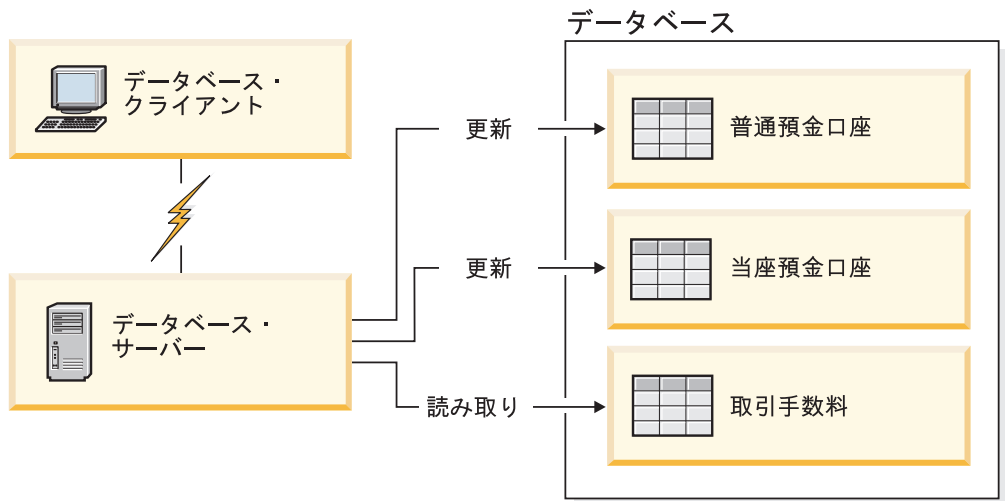 データベース
データベース・
クライアント
更新
普通預金口座
更新
当座預金口座
データベース・
サーバー
読み取り
取引手数料